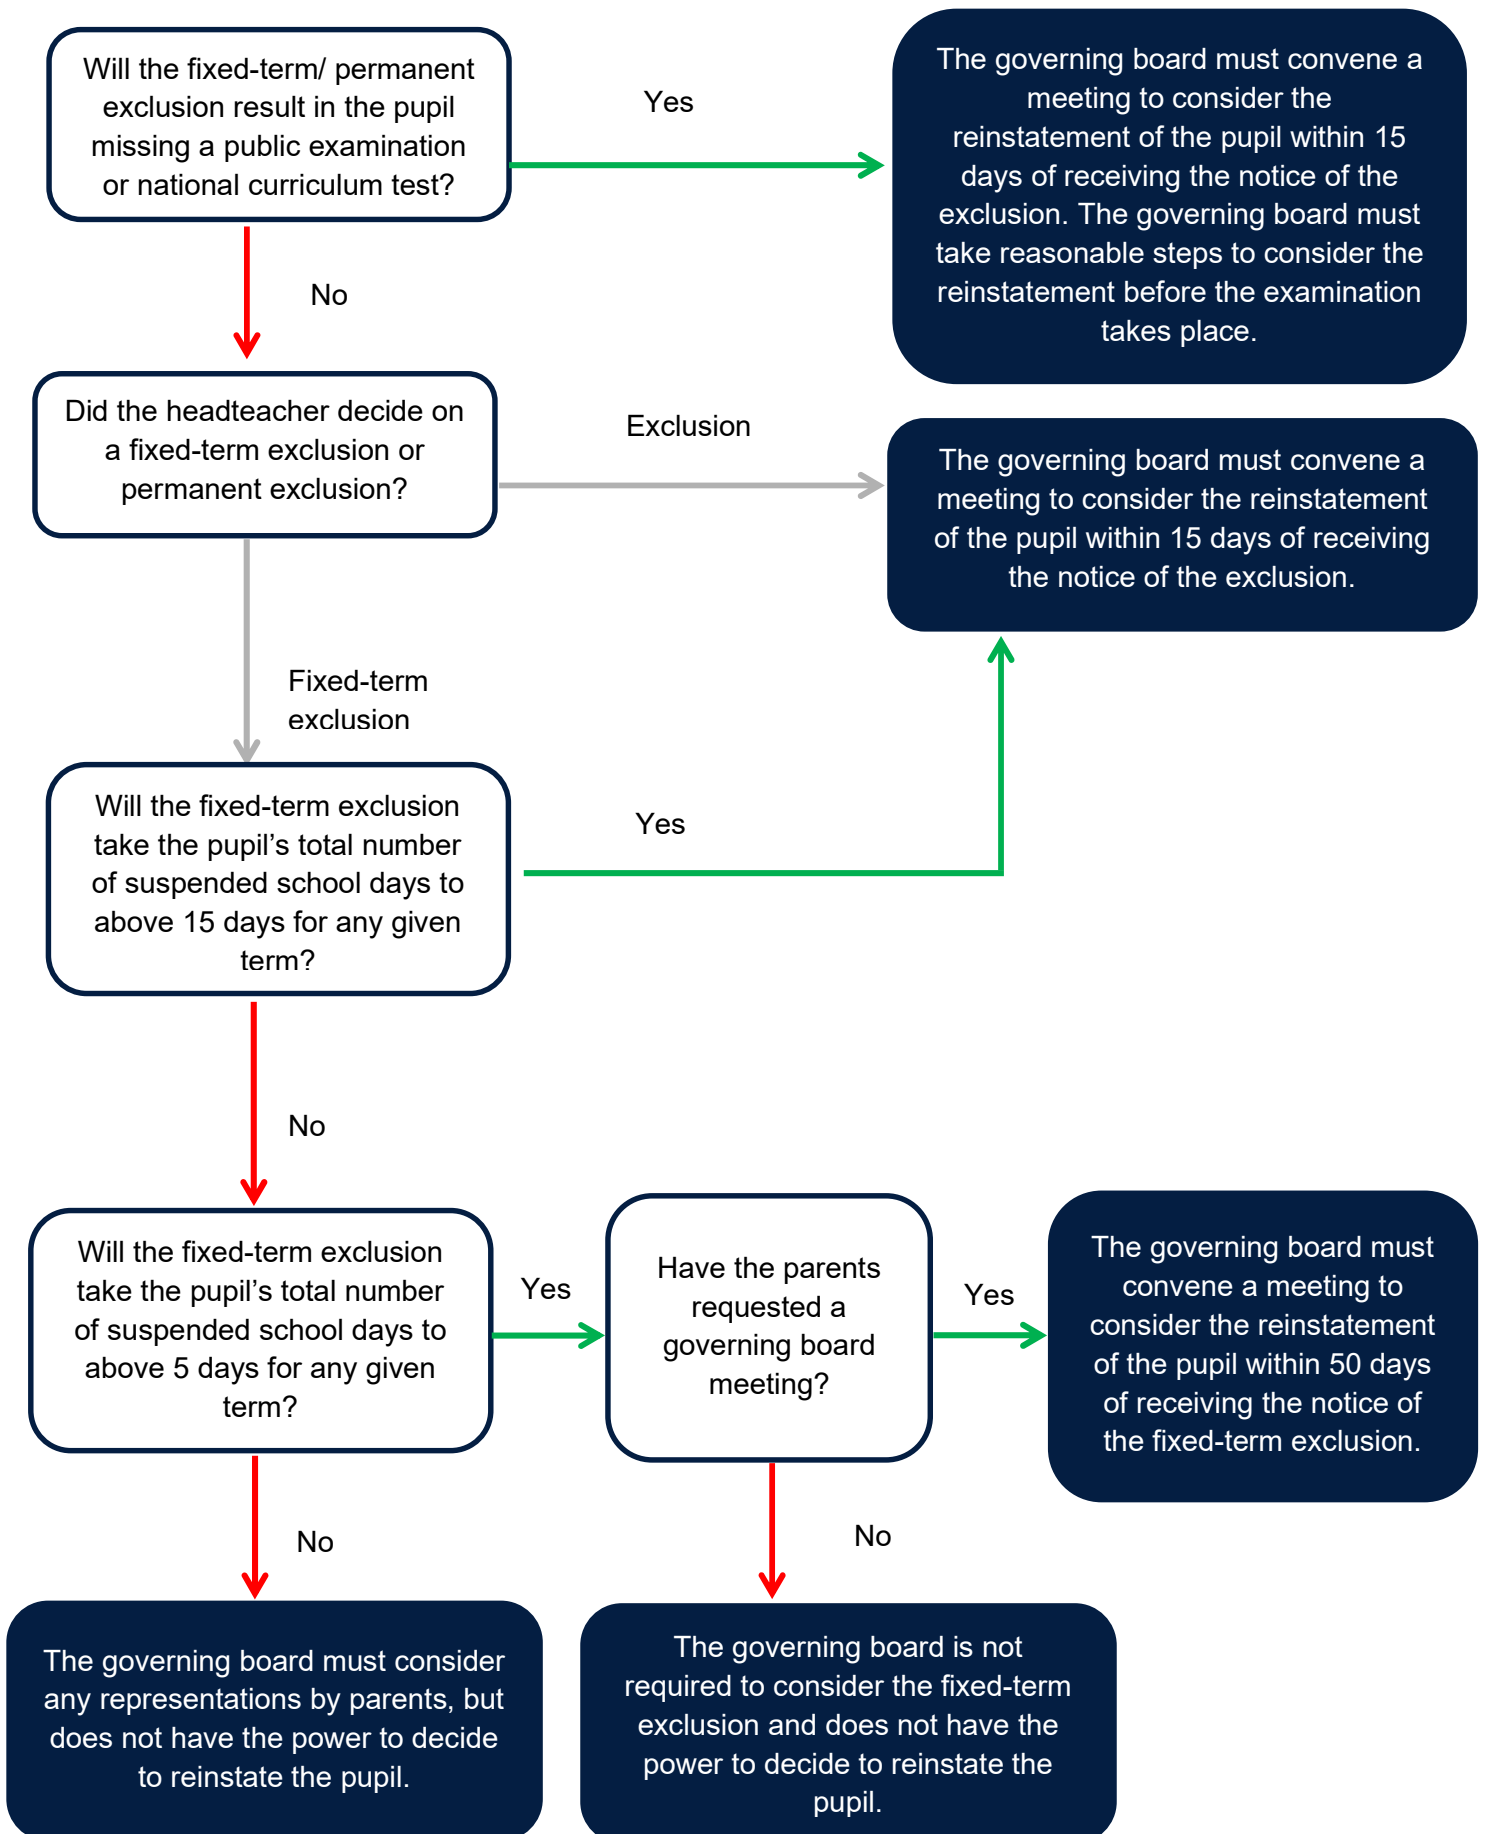 Will the fixed-term/ permanent
exclusion result in the pupil
missing a public examination
or national curriculum test?
Yes
The governing board must convene a
meeting to consider the
reinstatement of the pupil within 15
days of receiving the notice of the
exclusion. The governing board must
take reasonable steps to consider the
reinstatement before the examination
takes place.
No
Did the headteacher decide on
a fixed-term exclusion or
permanent exclusion?
Exclusion
The governing board must convene a
meeting to consider the reinstatement
of the pupil within 15 days of receiving
the notice of the exclusion.
Fixed-term
exclusion
Will the fixed-term exclusion
take the pupil’s total number
of suspended school days to
above 15 days for any given
term?
Yes
No
Will the fixed-term exclusion
take the pupil’s total number
of suspended school days to
above 5 days for any given
term?
Yes
Have the parents
requested a
governing board
meeting?
Yes
The governing board must
convene a meeting to
consider the reinstatement
of the pupil within 50 days
of receiving the notice of
the fixed-term exclusion.
No
No
The governing board must consider
any representations by parents, but
does not have the power to decide
to reinstate the pupil.
The governing board is not
required to consider the fixed-term
exclusion and does not have the
power to decide to reinstate the
pupil.